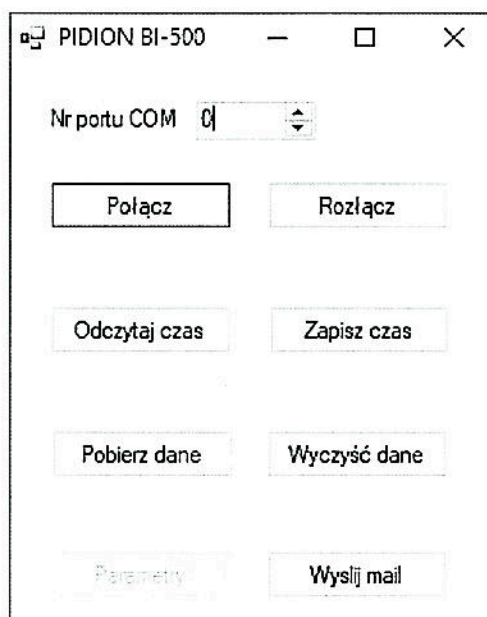 PIDION BI-500
Nr portu COM 0
Połącz Rozłącz
Odczytaj czas Zapisz czas
Pobierz dane Wyczyść dane
Parametry Wyslij mail